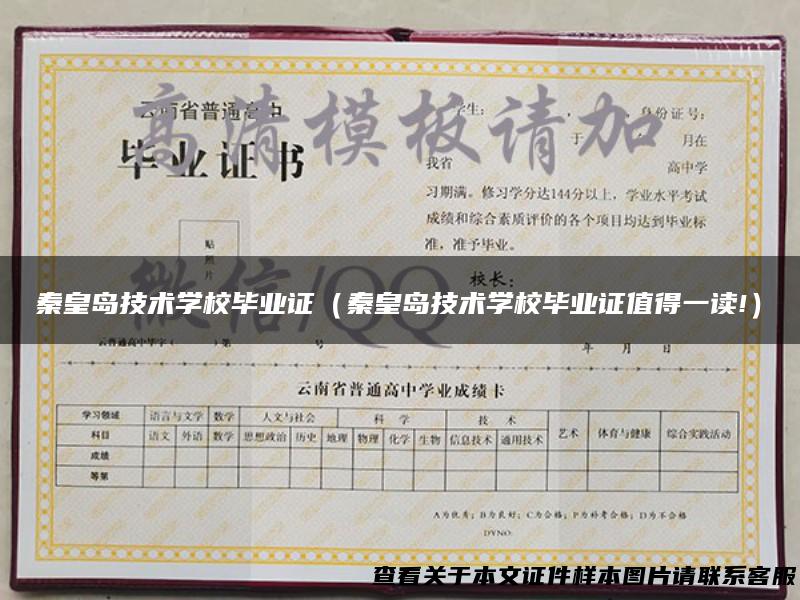 云南省普通高中
毕业证书
高清模板请加
微信/QQ
贴
照
片
学生:
, 身份证号:
于 月在
我省 高中学
习期满。修习学分达144分以上,学业水平考试
成绩和综合素质评价的各个项目均达到毕业标
准,准予毕业。
校长:
秦皇岛技术学校毕业证(秦皇岛技术学校毕业证值得一读!)
云普通高中毕字( )第 号
年 月 日
云南省普通高中学业成绩卡
学习领域 语言与文学 数学 人文与社会 科 学 技 术 艺术 体育与健康 综合实践活动
科目 语文 外语 数学 思想政治 历史 地理 物理 化学 生物 信息技术 通用技术
成绩
等第
A为优秀; B为良好; C为合格; P为补考合格; D为不合格
DYNO:
查看关于本文证件样本图片请联系客服